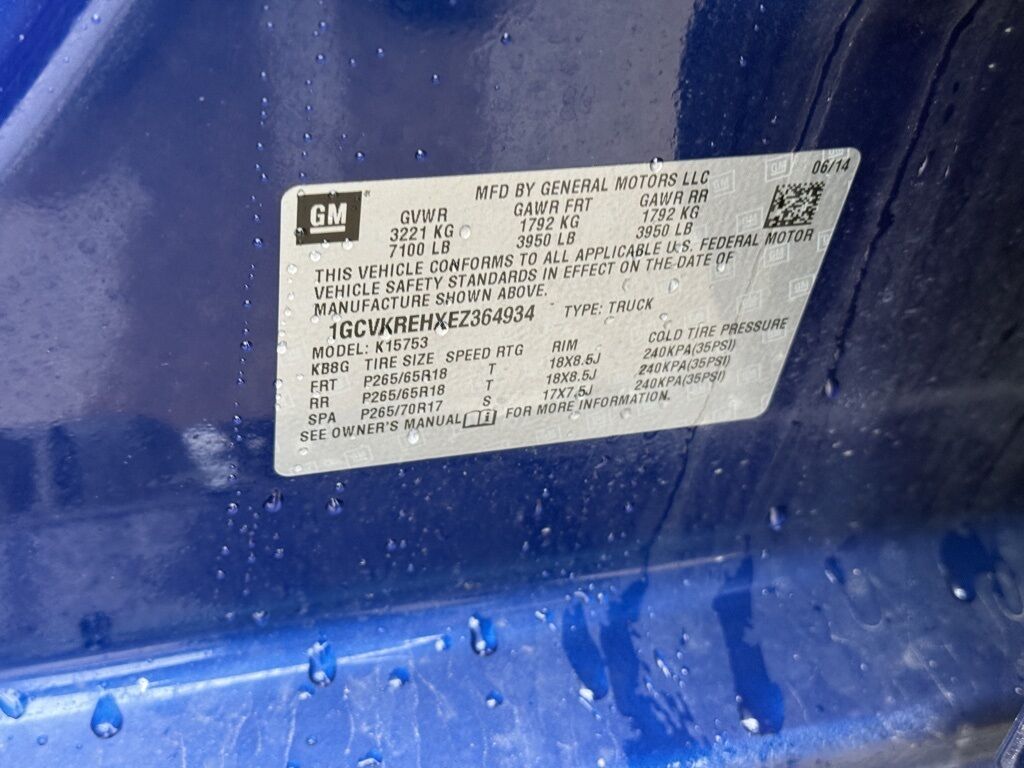 GM
MFD BY GENERAL MOTORS LLC 06/14
GVWR GAWR FRT GAWR RR
3221 KG 1792 KG 1792 KG
7100 LB 3950 LB 3950 LB
THIS VEHICLE CONFORMS TO ALL APPLICABLE U.S. FEDERAL MOTOR
VEHICLE SAFETY STANDARDS IN EFFECT ON THE DATE OF
MANUFACTURE SHOWN ABOVE.
1GCVKREHXEZ364934 TYPE: TRUCK
MODEL: K15753
KB8G TIRE SIZE SPEED RTG RIM COLD TIRE PRESSURE
FRT P265/65R18 T 18X8.5J 240KPA(35PSI)
RR P265/65R18 T 18X8.5J 240KPA(35PSI)
SPA P265/70R17 S 17X7.5J 240KPA(35PSI)
SEE OWNER'S MANUAL FOR MORE INFORMATION.